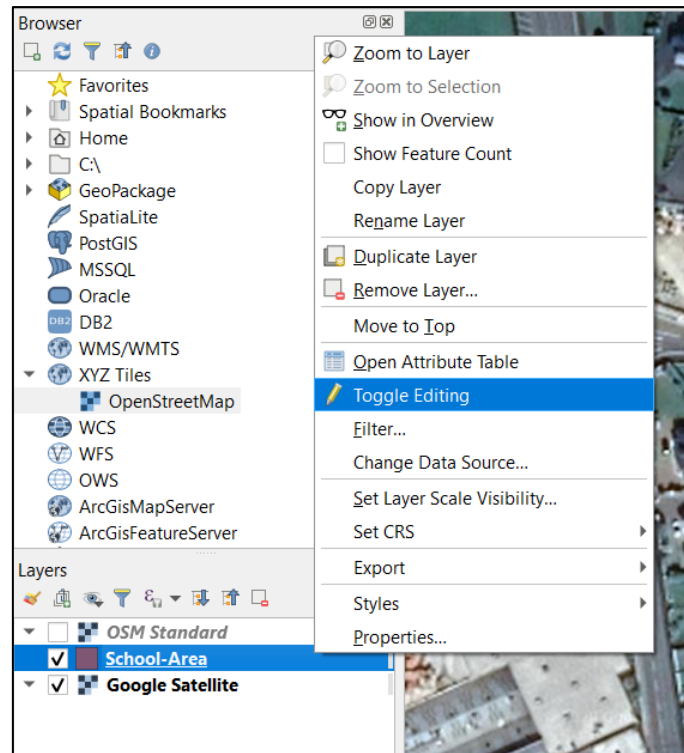 Browser
Favorites
Spatial Bookmarks
Home
C:\
GeoPackage
SpatiaLite
PostGIS
MSSQL
Oracle
DB2 DB2
WMS/WMTS
XYZ Tiles
OpenStreetMap
WCS
WFS
OWS
ArcGisMapServer
ArcGisFeatureServer
Layers
OSM Standard
School-Area
Google Satellite
Zoom to Layer
Zoom to Selection
Show in Overview
Show Feature Count
Copy Layer
Rename Layer
Duplicate Layer
Remove Layer...
Move to Top
Open Attribute Table
Toggle Editing
Filter...
Change Data Source...
Set Layer Scale Visibility...
Set CRS
Export
Styles
Properties...